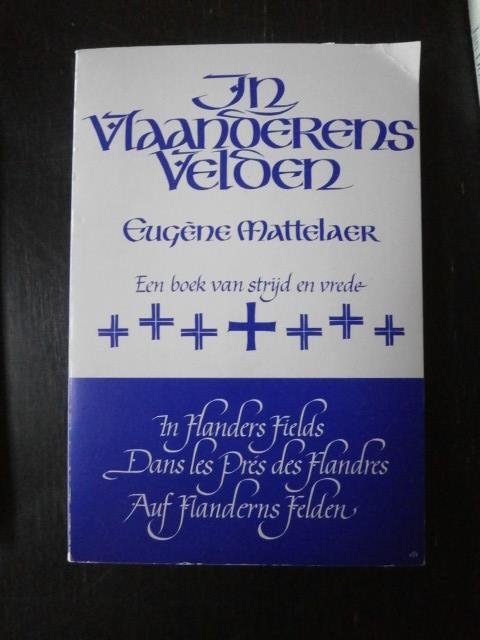 In
Vlaanderens
Velden
Eugène Mattelaer
Een boek van strijd en vrede
In Flanders Fields
Dans les Prés des Flandres
Auf Flanderns Felden